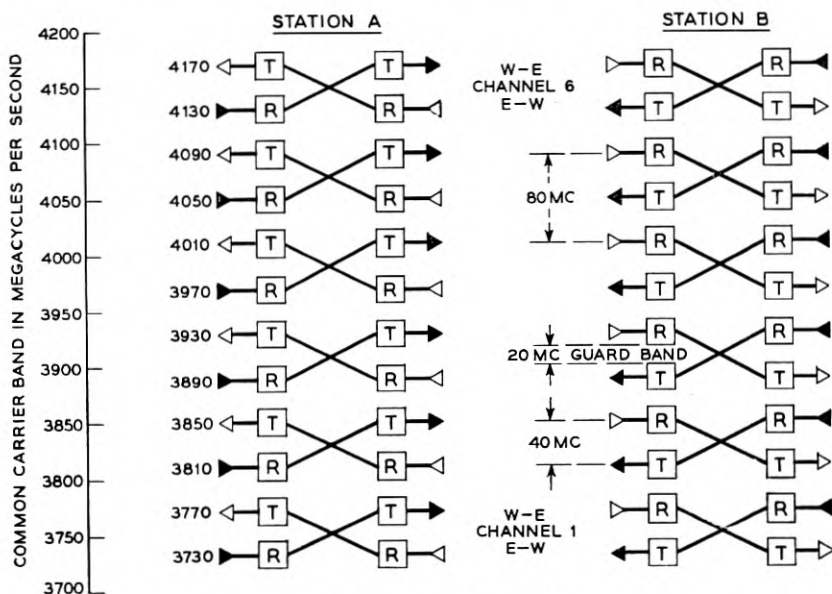 COMMON CARRIER BAND IN MEGACYCLES PER SECOND
4200
4150
4100
4050
4000
3950
3900
3850
3800
3750
3700
STATION A
4170 T T
4130 R R
4090 T T
4050 R R
4010 T T
3970 R R
3930 T T
3890 R R
3850 T T
3810 R R
3770 T T
3730 R R
W-E
CHANNEL 6
E-W
80 MC
20 MC GUARD BAND
40 MC
W-E
CHANNEL 1
E-W
STATION B
R R
T T
R R
T T
R R
T T
R R
T T
R R
T T
R R
T T